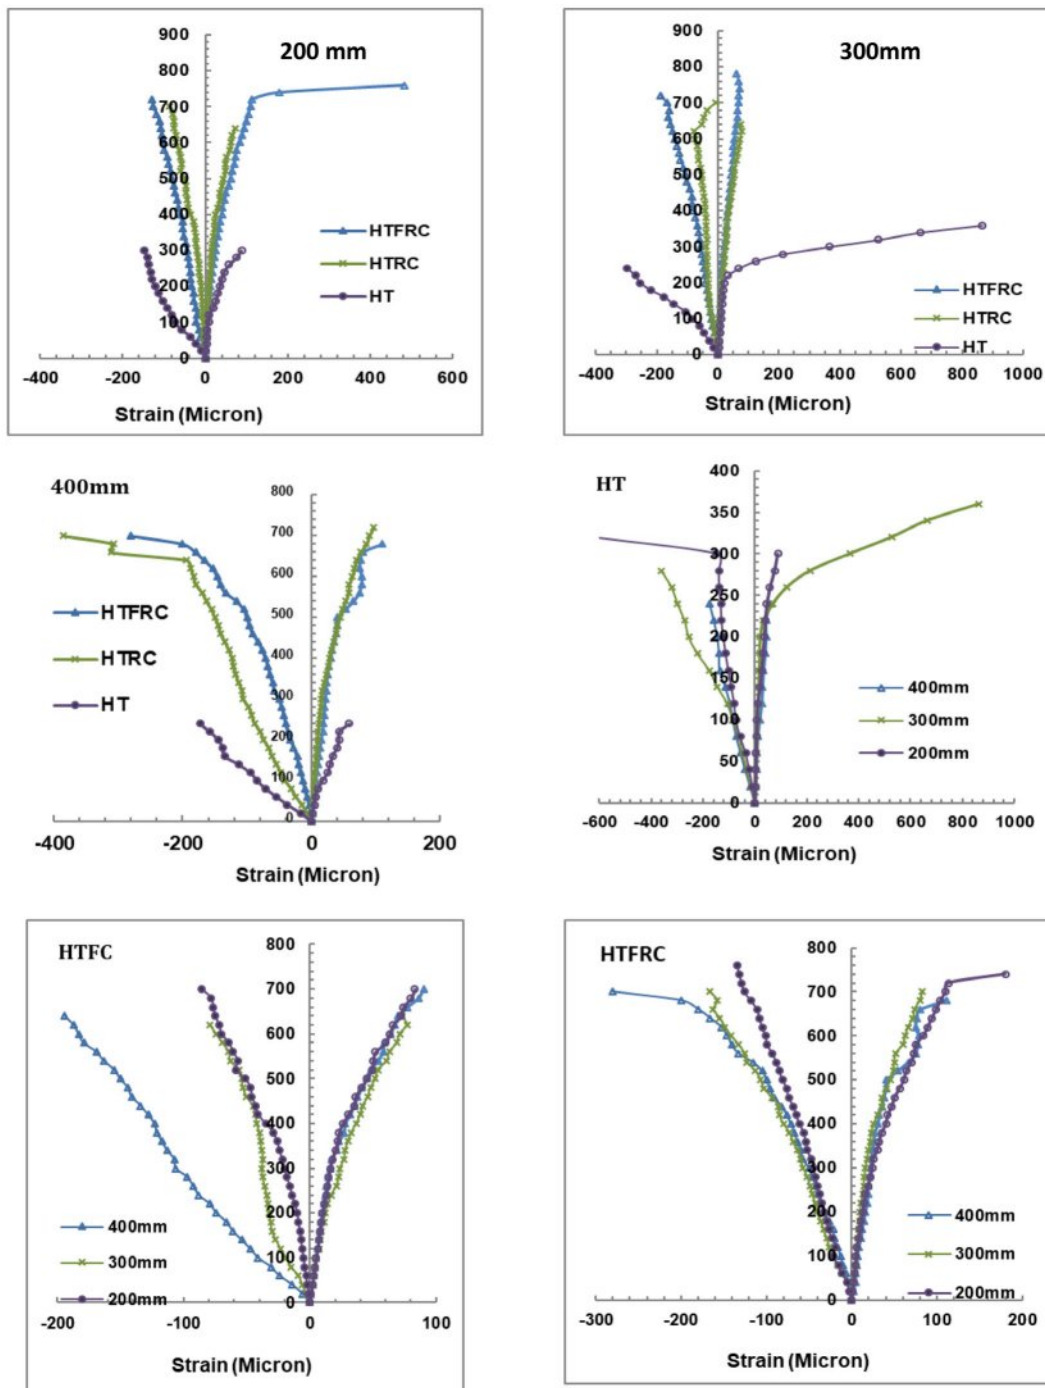 200 mm
900
800
700
600
500
400
300
200
100
0
HTFRC
HTRC
HT
-400 -200 0 200 400 600
Strain (Micron)
300mm
900
800
700
600
500
400
300
200
100
0
HTFRC
HTRC
HT
-400 -200 0 200 400 600 800 1000
Strain (Micron)
400mm
800
700
600
500
400
300
200
100
0
HTFRC
HTRC
HT
-400 -200 0 200
Strain (Micron)
HT
400
350
300
250
200
150
100
50
0
400mm
300mm
200mm
-600 -400 -200 0 200 400 600 800 1000
Strain (Micron)
HTFC
800
700
600
500
400
300
200
100
0
400mm
300mm
200mm
-200 -100 0 100
Strain (Micron)
HTFRC
800
700
600
500
400
300
200
100
0
400mm
300mm
200mm
-300 -200 -100 0 100 200
Strain (Micron)